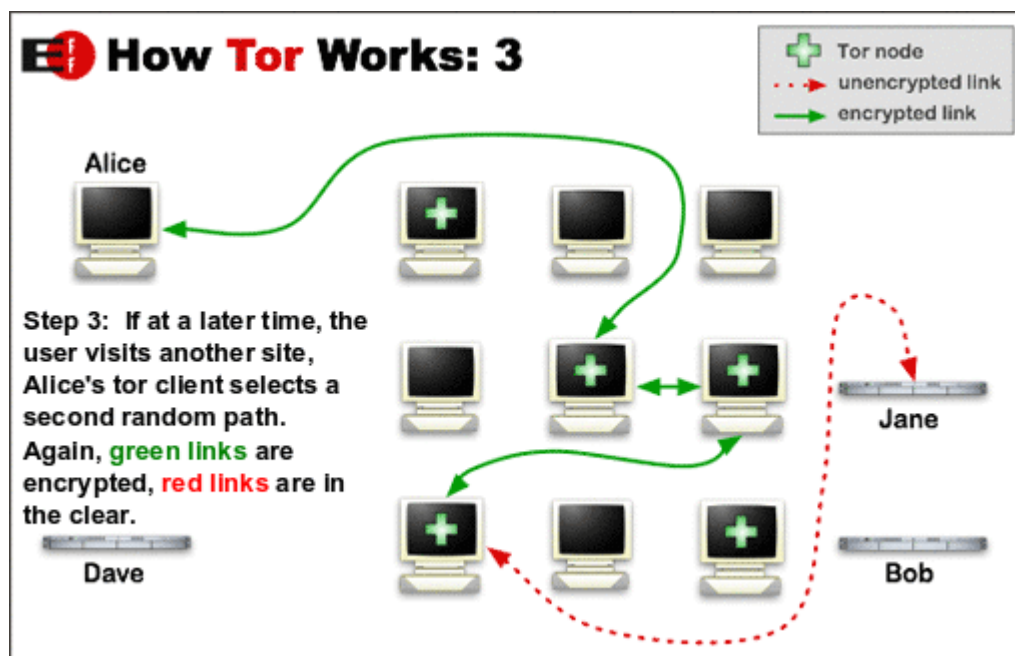 EFF How Tor Works: 3
Tor node
unencrypted link
encrypted link
Alice
Step 3: If at a later time, the
user visits another site,
Alice's tor client selects a
second random path.
Again, green links are
encrypted, red links are in
the clear.
Jane
Dave
Bob